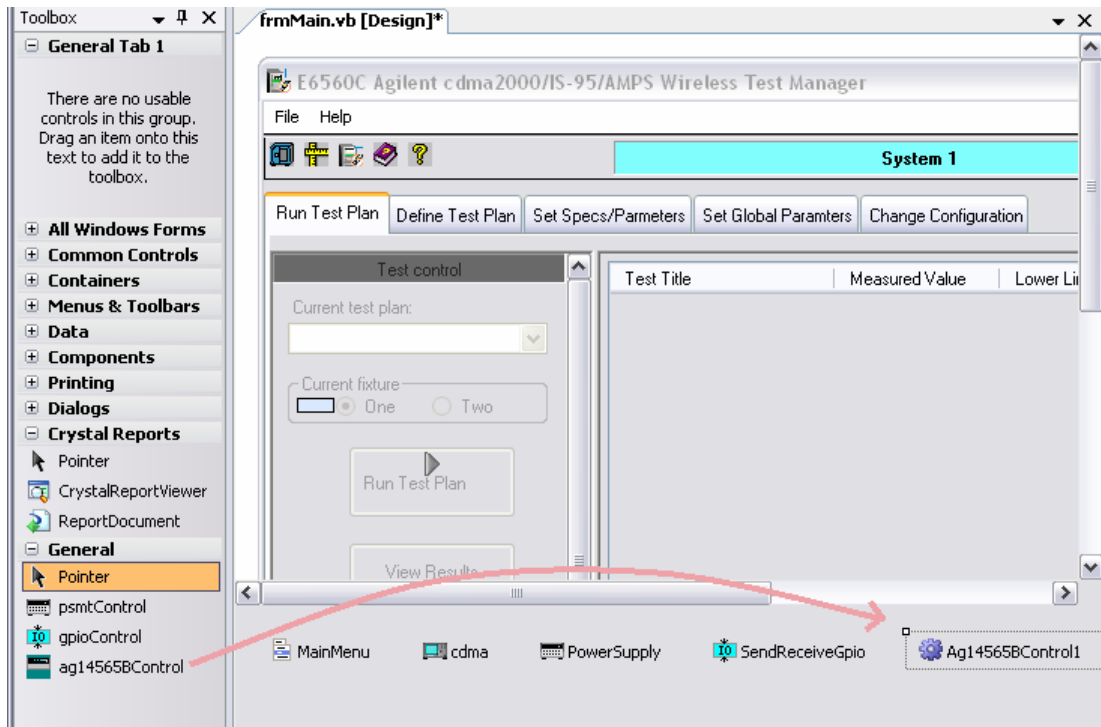 Toolbox
General Tab 1
There are no usable
controls in this group.
Drag an item onto this
text to add it to the
toolbox.
All Windows Forms
Common Controls
Containers
Menus & Toolbars
Data
Components
Printing
Dialogs
Crystal Reports
Pointer
CrystalReportViewer
ReportDocument
General
Pointer
psmtControl
gpioControl
ag14565BControl
frmMain.vb [Design]*
E6560C Agilent cdma2000/IS-95/AMPS Wireless Test Manager
File Help
System 1
Run Test Plan Define Test Plan Set Specs/Parmeters Set Global Paramters Change Configuration
Test control
Test Title Measured Value Lower Li
Current test plan:
Current fixture
One Two
Run Test Plan
View Results
MainMenu cdma PowerSupply IO SendReceiveGpio Ag14565BControl1